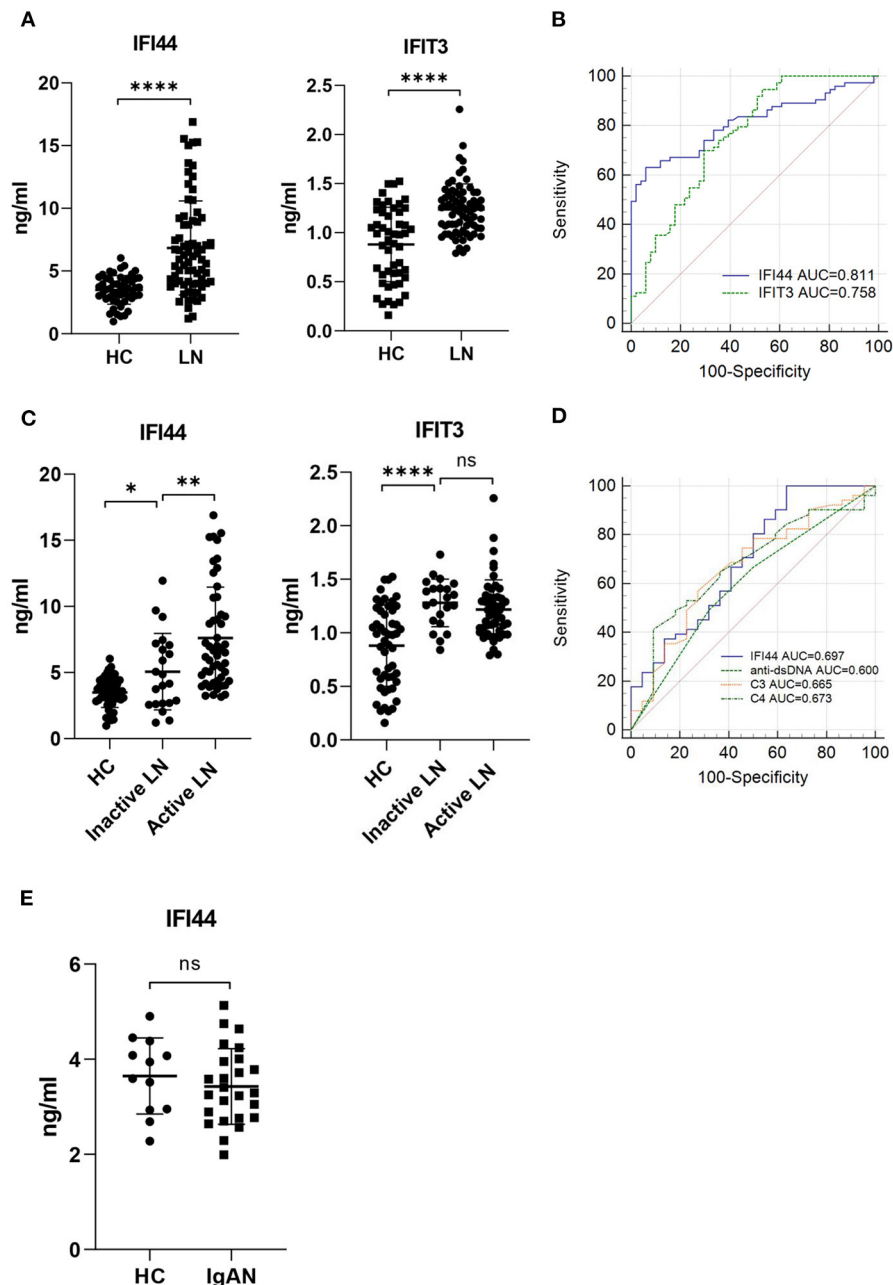 A
IFI44
ng/ml
20
15
10
5
0
****
HC
LN
IFIT3
ng/ml
2.5
2.0
1.5
1.0
0.5
0.0
****
HC
LN
B
Sensitivity
100
80
60
40
20
0
IFI44 AUC=0.811
IFIT3 AUC=0.758
0 20 40 60 80 100
100-Specificity
C
IFI44
ng/ml
20
15
10
5
0
*
**
HC
Inactive LN
Active LN
IFIT3
ng/ml
2.5
2.0
1.5
1.0
0.5
0.0
****
ns
HC
Inactive LN
Active LN
D
Sensitivity
100
80
60
40
20
0
IFI44 AUC=0.697
anti-dsDNA AUC=0.600
C3 AUC=0.665
C4 AUC=0.673
0 20 40 60 80 100
100-Specificity
E
IFI44
ng/ml
6
4
2
0
ns
HC
IgAN